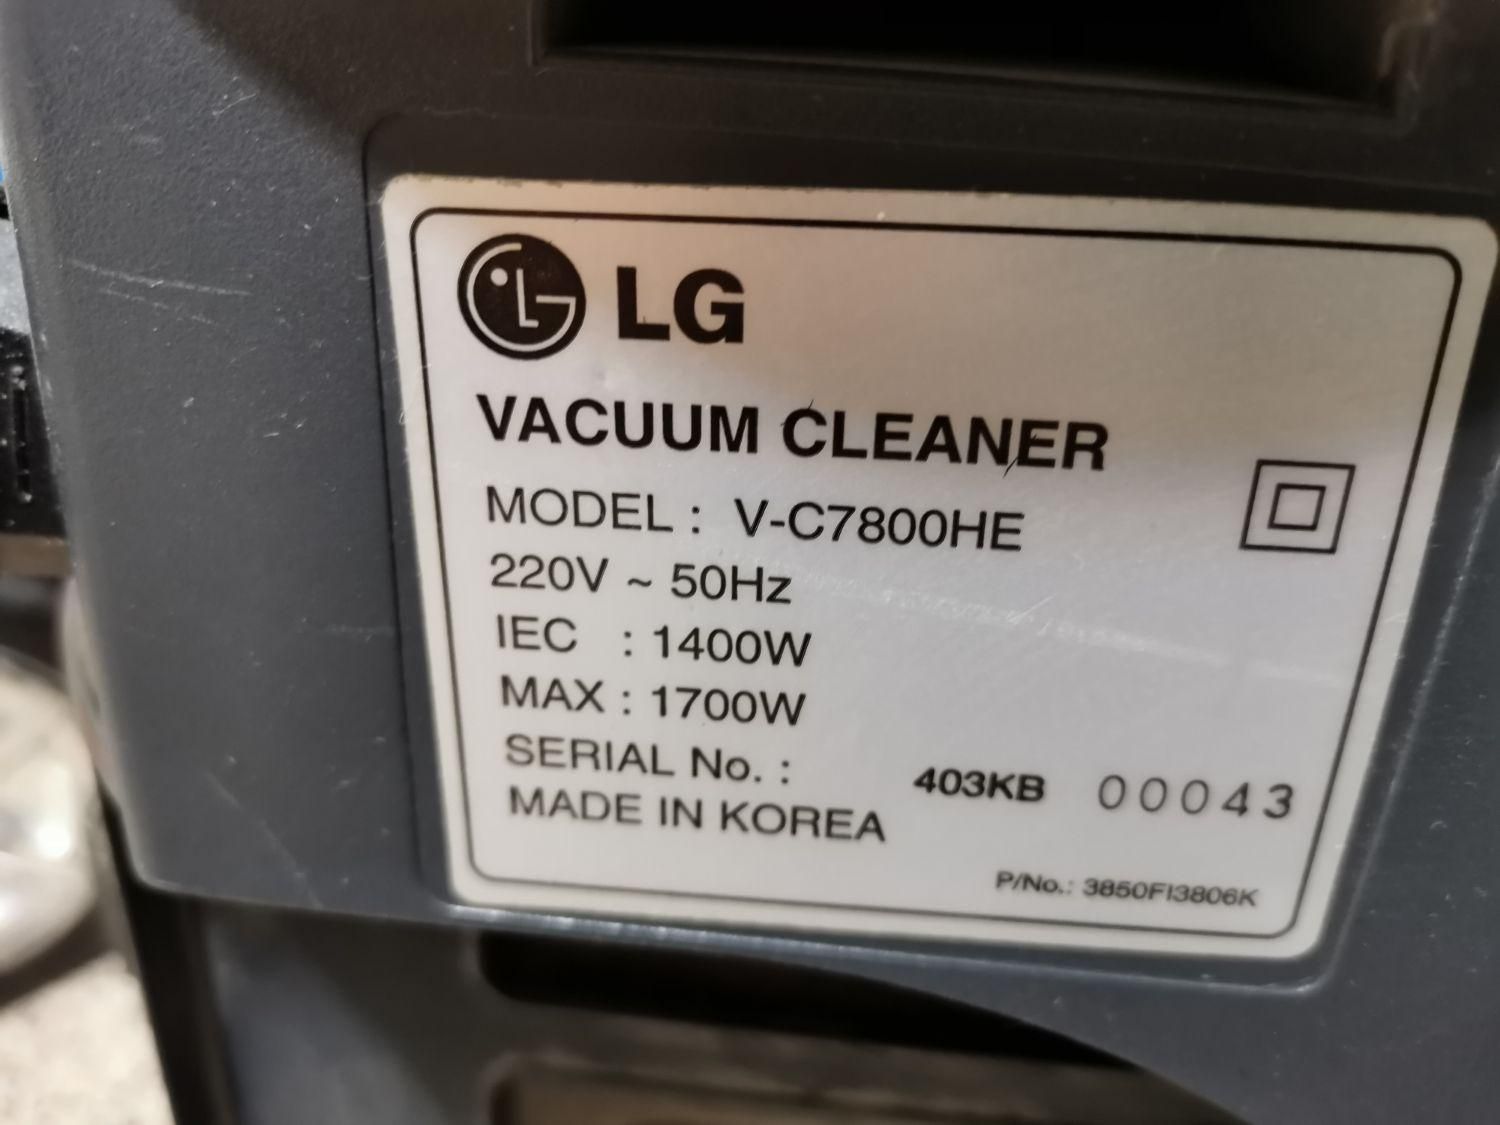 LG
VACUUM CLEANER
MODEL : V-C7800HE
220V ~ 50Hz
IEC : 1400W
MAX : 1700W
SERIAL No. : 403KB 00043
MADE IN KOREA
P/No.: 3850FI3806K